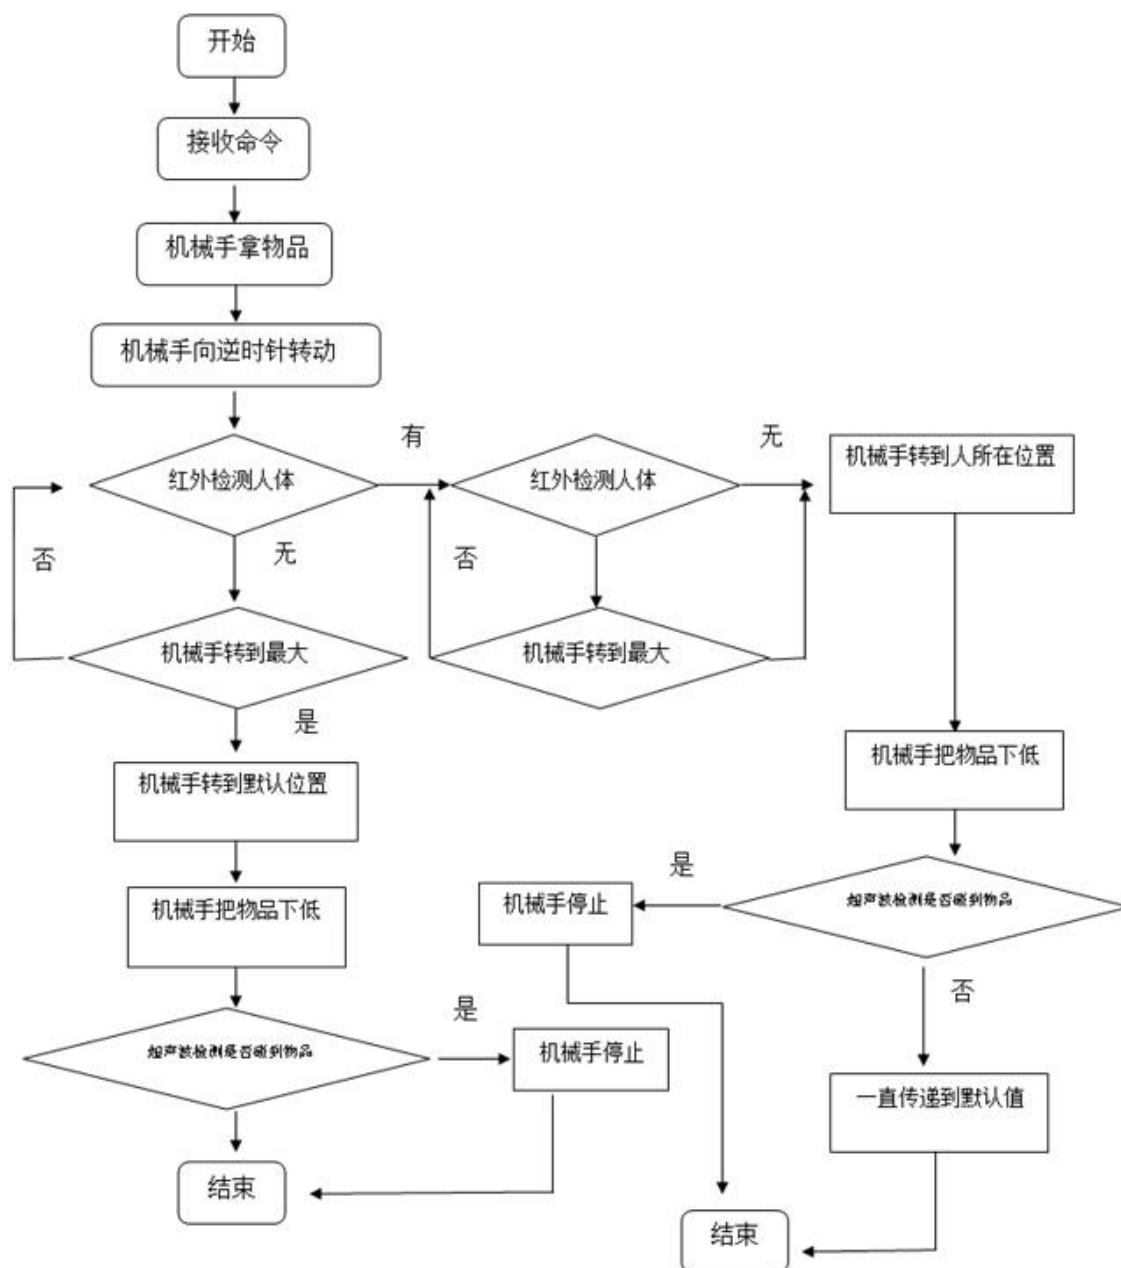 开始
接收命令
机械手拿物品
机械手向逆时针转动
红外检测人体
有
红外检测人体
无
机械手转到人所在位置
否
无
否
机械手转到最大
机械手转到最大
是
机械手转到默认位置
机械手把物品下低
机械手把物品下低
是
机械手停止
超声波检测是否碰到物品
否
超声波检测是否碰到物品
是
机械手停止
一直传递到默认值
结束
结束